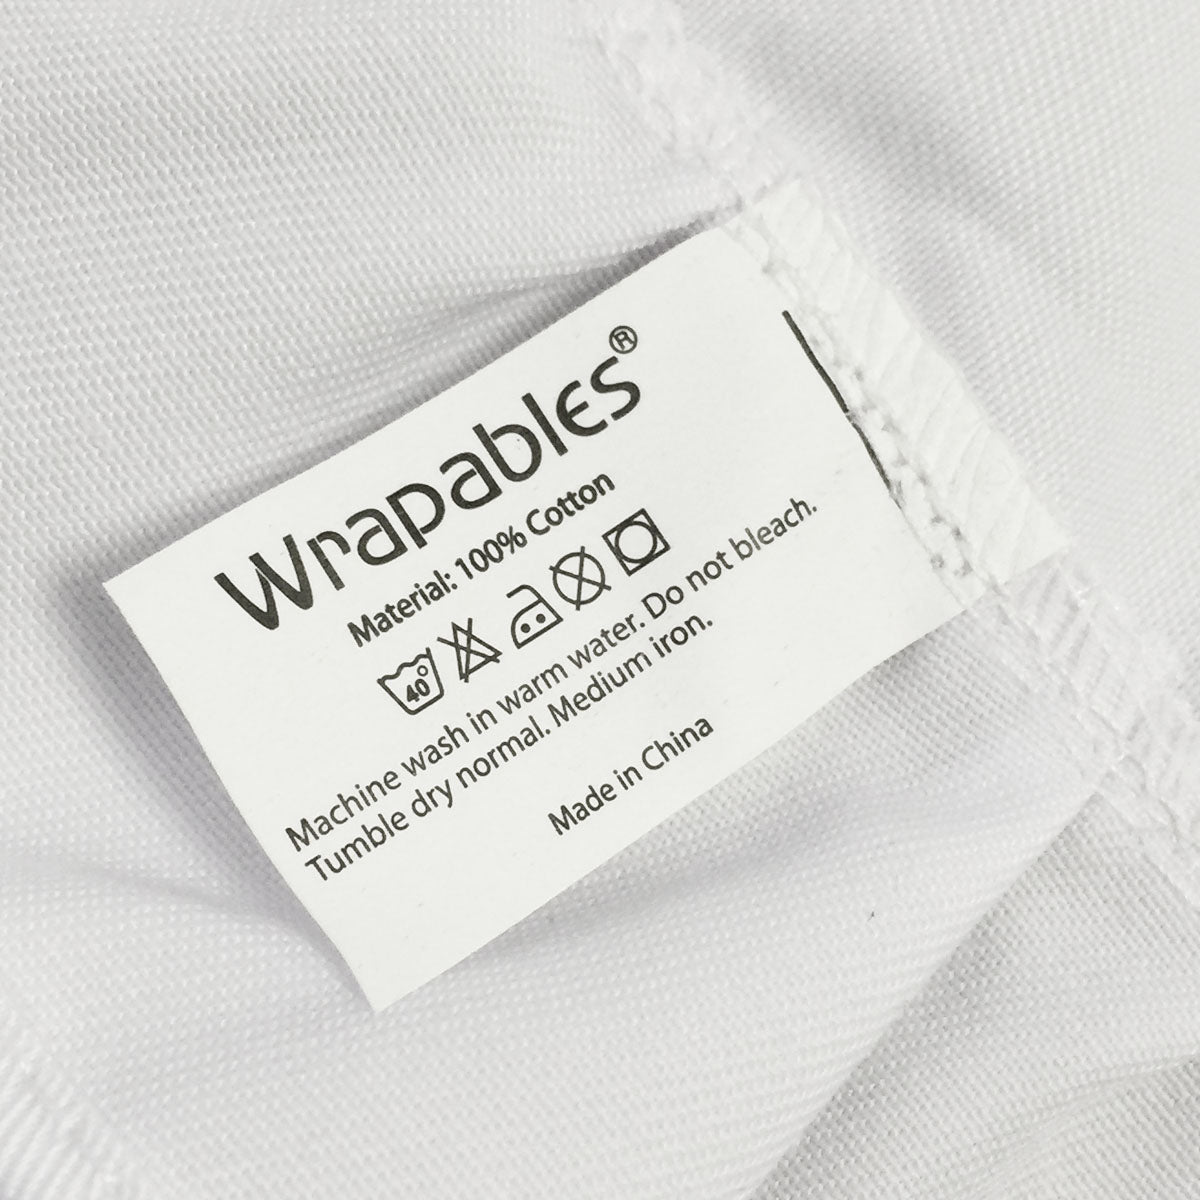 Wrapables®
Material: 100% Cotton
40°
Machine wash in warm water. Do not bleach.
Tumble dry normal. Medium iron.
Made in China